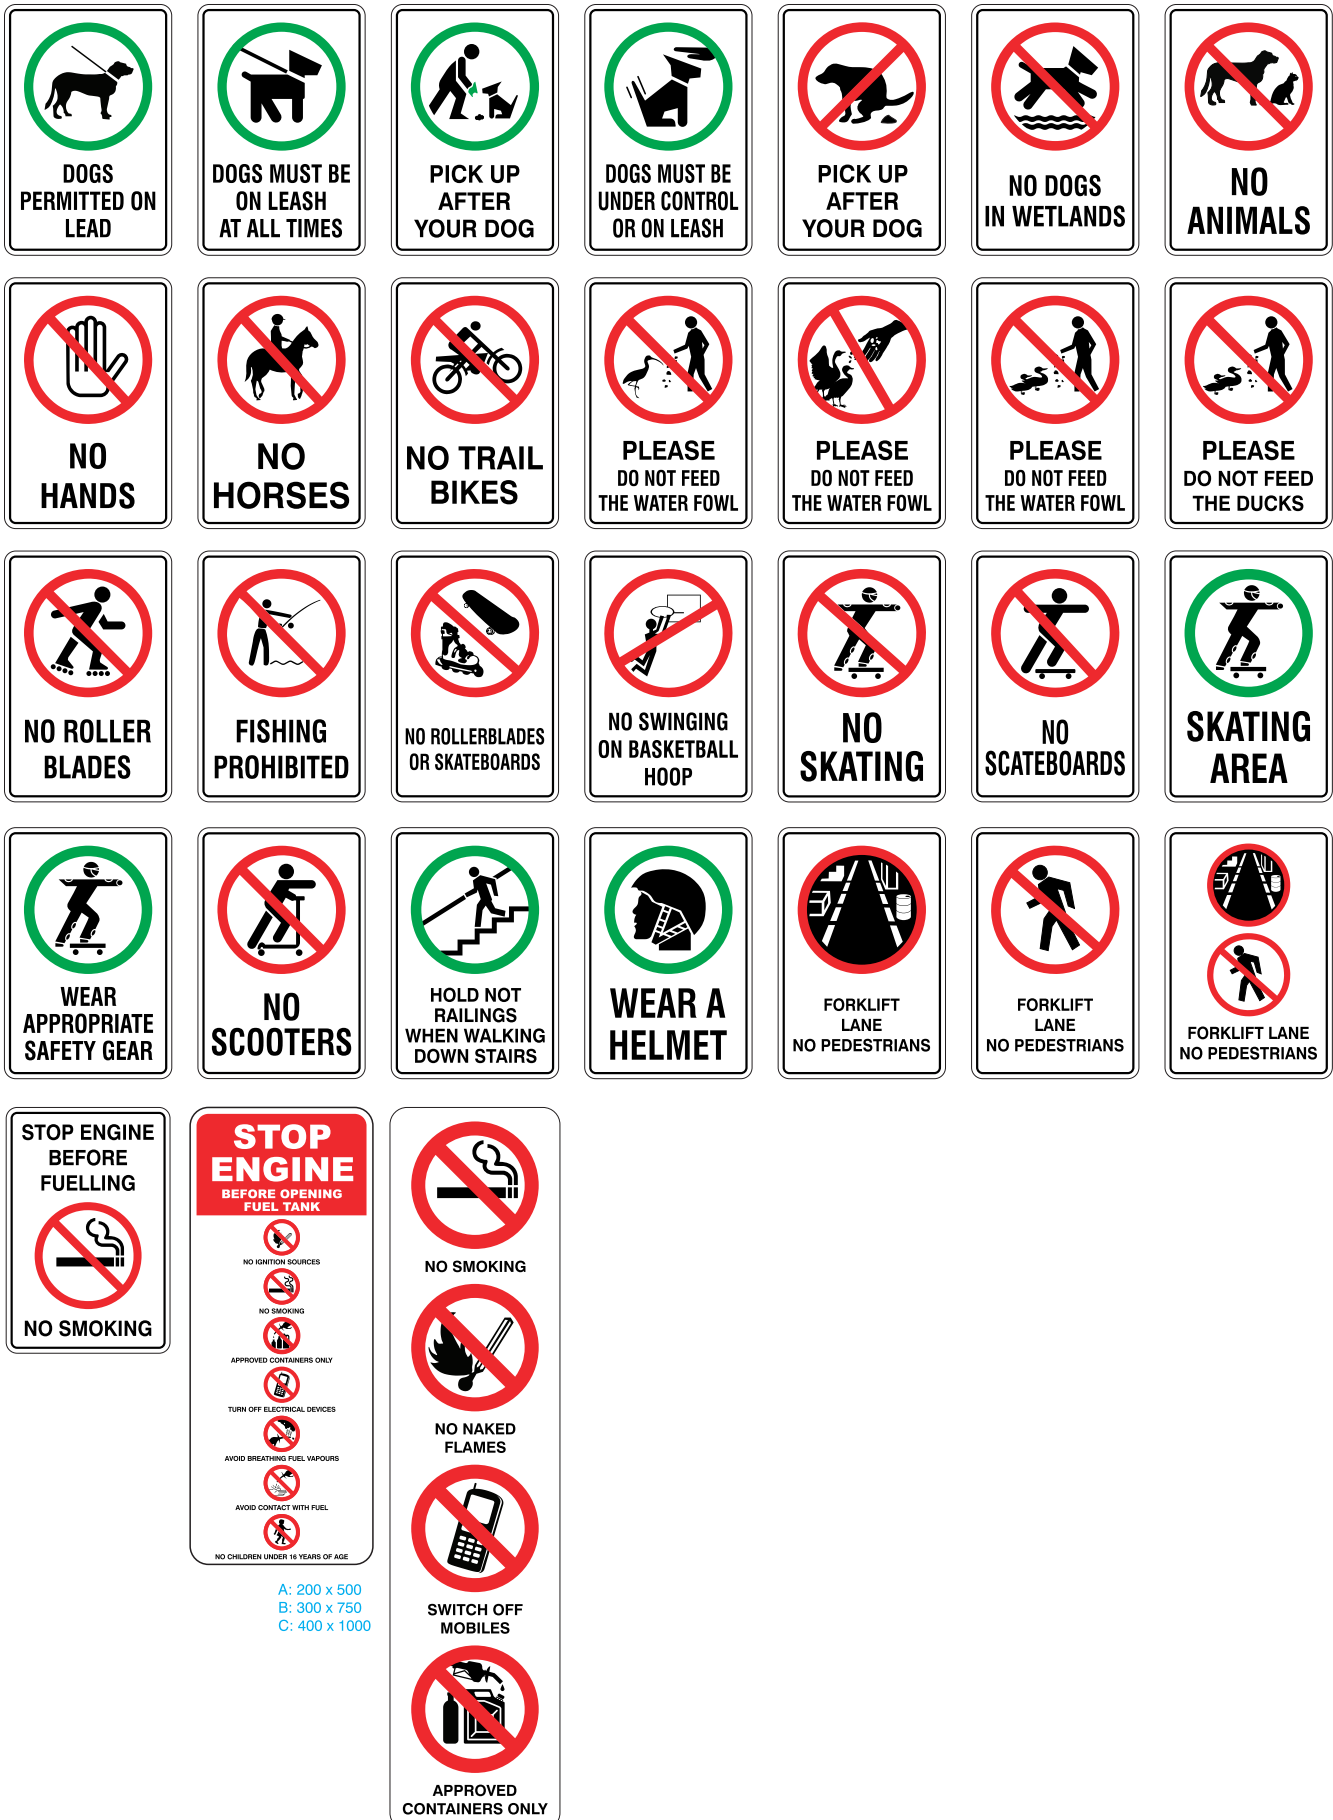 DOGS
PERMITTED ON
LEAD
DOGS MUST BE
ON LEASH
AT ALL TIMES
PICK UP
AFTER
YOUR DOG
DOGS MUST BE
UNDER CONTROL
OR ON LEASH
PICK UP
AFTER
YOUR DOG
NO DOGS
IN WETLANDS
NO
ANIMALS
NO
HANDS
NO
HORSES
NO TRAIL
BIKES
PLEASE
DO NOT FEED
THE WATER FOWL
PLEASE
DO NOT FEED
THE WATER FOWL
PLEASE
DO NOT FEED
THE WATER FOWL
PLEASE
DO NOT FEED
THE DUCKS
NO ROLLER
BLADES
FISHING
PROHIBITED
NO ROLLERBLADES
OR SKATEBOARDS
NO SWINGING
ON BASKETBALL
HOOP
NO
SKATING
NO
SCATEBOARDS
SKATING
AREA
WEAR
APPROPRIATE
SAFETY GEAR
NO
SCOOTERS
HOLD NOT
RAILINGS
WHEN WALKING
DOWN STAIRS
WEAR A
HELMET
FORKLIFT
LANE
NO PEDESTRIANS
FORKLIFT
LANE
NO PEDESTRIANS
FORKLIFT LANE
NO PEDESTRIANS
STOP ENGINE
BEFORE
FUELLING
NO SMOKING
STOP
ENGINE
BEFORE OPENING
FUEL TANK
NO IGNITION SOURCES
NO SMOKING
APPROVED CONTAINERS ONLY
TURN OFF ELECTRICAL DEVICES
AVOID BREATHING FUEL VAPOURS
AVOID CONTACT WITH FUEL
NO CHILDREN UNDER 16 YEARS OF AGE
A: 200 x 500
B: 300 x 750
C: 400 x 1000
NO SMOKING
NO NAKED
FLAMES
SWITCH OFF
MOBILES
APPROVED
CONTAINERS ONLY